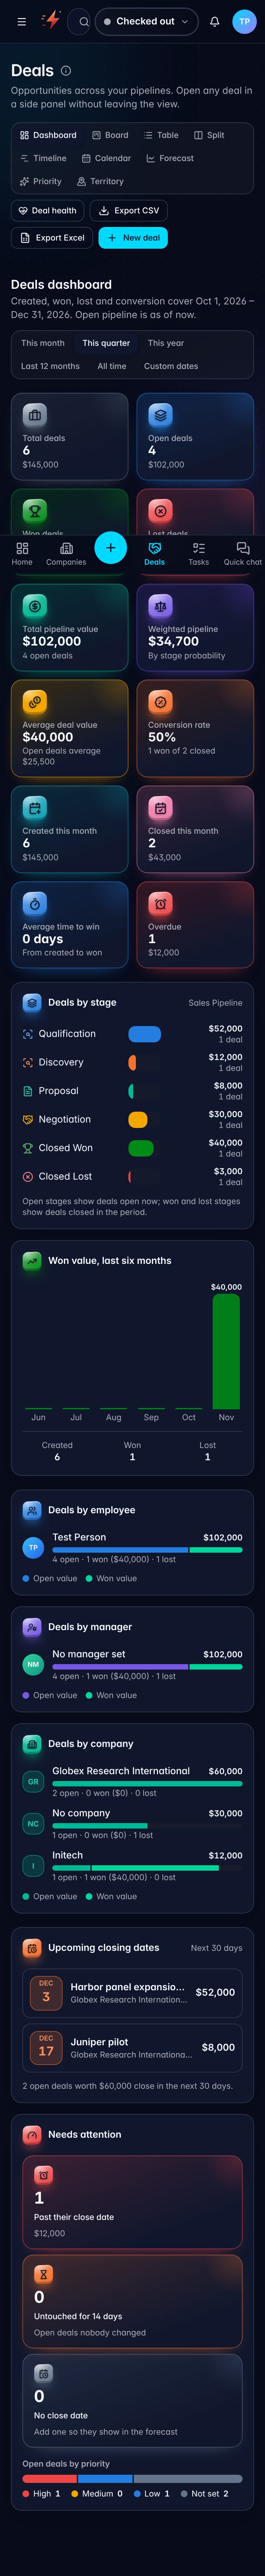 Checked out
TP
Deals
Opportunities across your pipelines. Open any deal in
a side panel without leaving the view.
Dashboard
Board
Table
Split
Timeline
Calendar
Forecast
Priority
Territory
Deal health
Export CSV
Export Excel
New deal
Deals dashboard
Created, won, lost and conversion cover Oct 1, 2026 –
Dec 31, 2026. Open pipeline is as of now.
This month
This quarter
This year
Last 12 months
All time
Custom dates
Total deals
6
$145,000
Open deals
4
$102,000
Won deals
Lost deals
Home
Companies
Deals
Tasks
Quick chat
Total pipeline value
$102,000
4 open deals
Weighted pipeline
$34,700
By stage probability
Average deal value
$40,000
Open deals average
$25,500
Conversion rate
50%
1 won of 2 closed
Created this month
6
$145,000
Closed this month
2
$43,000
Average time to win
0 days
From created to won
Overdue
1
$12,000
Deals by stage
Sales Pipeline
Qualification
$52,000
1 deal
Discovery
$12,000
1 deal
Proposal
$8,000
1 deal
Negotiation
$30,000
1 deal
Closed Won
$40,000
1 deal
Closed Lost
$3,000
1 deal
Open stages show deals open now; won and lost stages
show deals closed in the period.
Won value, last six months
$40,000
Jun
Jul
Aug
Sep
Oct
Nov
Created
6
Won
1
Lost
1
Deals by employee
TP
Test Person
$102,000
4 open · 1 won ($40,000) · 1 lost
Open value
Won value
Deals by manager
NM
No manager set
$102,000
4 open · 1 won ($40,000) · 1 lost
Open value
Won value
Deals by company
GR
Globex Research International
$60,000
2 open · 0 won ($0) · 0 lost
NC
No company
$30,000
1 open · 0 won ($0) · 1 lost
I
Initech
$12,000
1 open · 1 won ($40,000) · 0 lost
Open value
Won value
Upcoming closing dates
Next 30 days
DEC
3
Harbor panel expansio...
Globex Research Internation...
$52,000
DEC
17
Juniper pilot
Globex Research Internationa...
$8,000
2 open deals worth $60,000 close in the next 30 days.
Needs attention
1
Past their close date
$12,000
0
Untouched for 14 days
Open deals nobody changed
0
No close date
Add one so they show in the forecast
Open deals by priority
High 1
Medium 0
Low 1
Not set 2